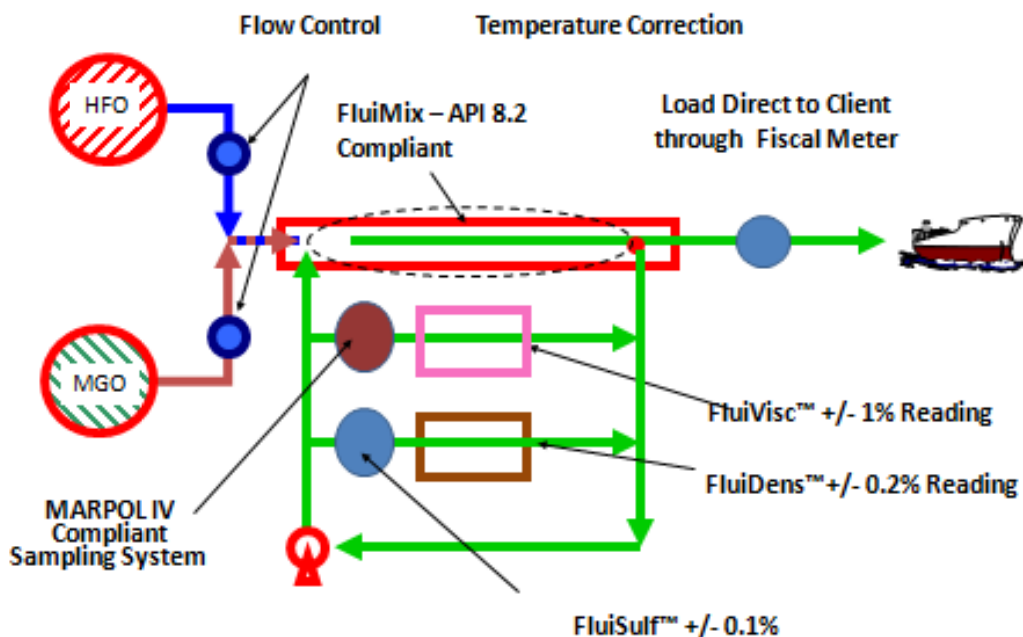 Flow Control
Temperature Correction
HFO
FluiMix – API 8.2
Compliant
Load Direct to Client
through Fiscal Meter
MGO
FluiVisc™ +/- 1% Reading
FluiDens™+/- 0.2% Reading
MARPOL IV
Compliant
Sampling System
FluiSulf™ +/- 0.1%